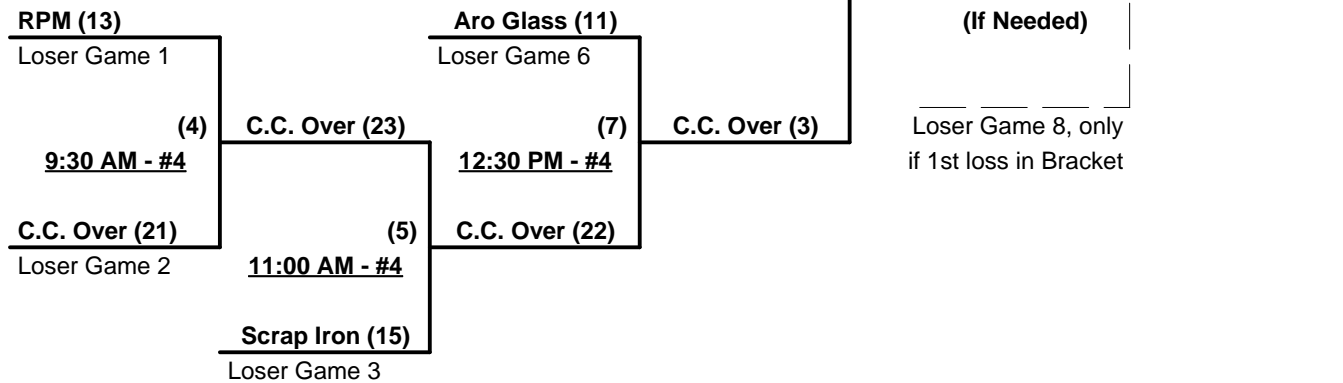 RPM (13)
Aro Glass (11)
(If Needed)
Loser Game 1
Loser Game 6
(4)
C.C. Over (23)
(7)
C.C. Over (3)
Loser Game 8, only
9:30 AM - #4
12:30 PM - #4
if 1st loss in Bracket
C.C. Over (21)
(5)
C.C. Over (22)
Loser Game 2
11:00 AM - #4
Scrap Iron (15)
Loser Game 3